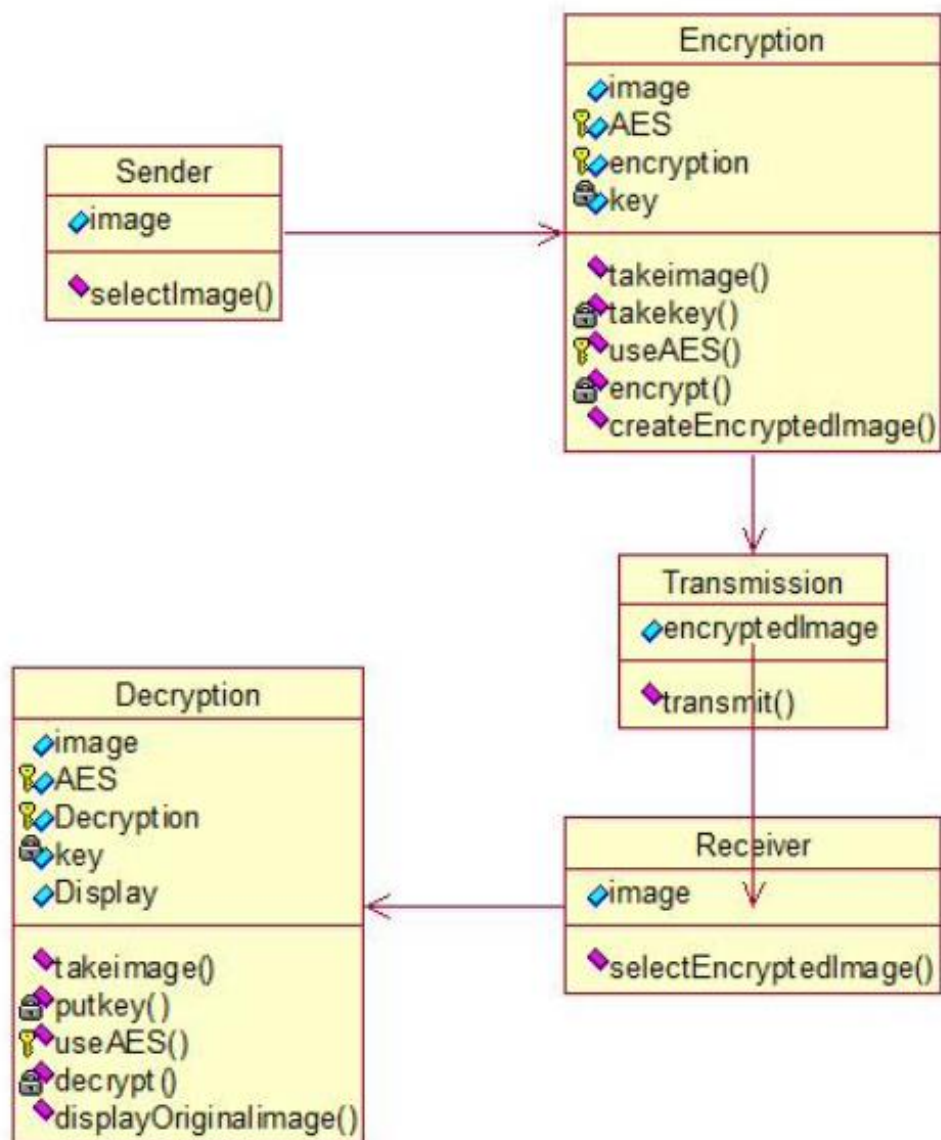 Sender
image
selectImage()
Encryption
image
AES
encryption
key
takeimage()
takekey()
useAES()
encrypt()
createEncryptedImage()
Transmission
encryptedImage
transmit()
Receiver
image
selectEncryptedImage()
Decryption
image
AES
Decryption
key
Display
takeimage()
putkey()
useAES()
decrypt()
displayOriginalimage()